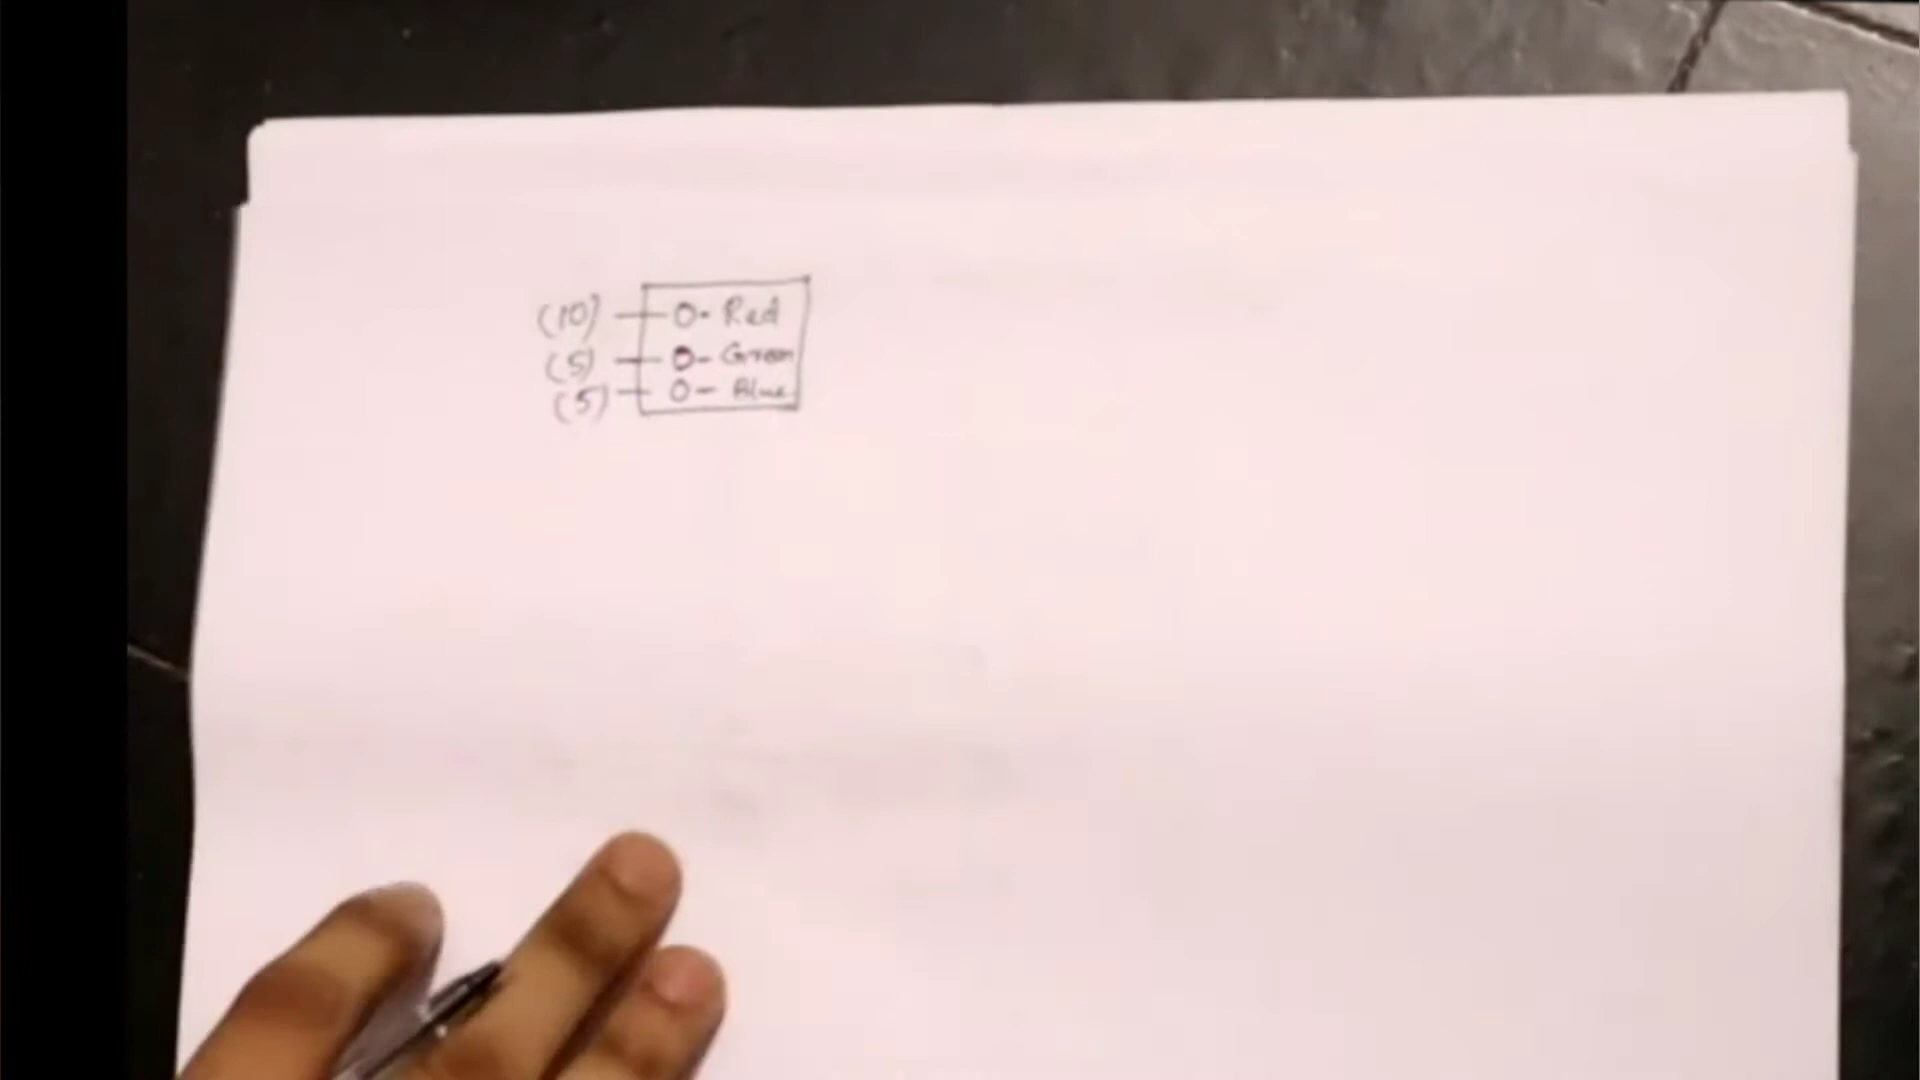 (10) — O - Red
(5) — O - Green
(5) — O - Blue